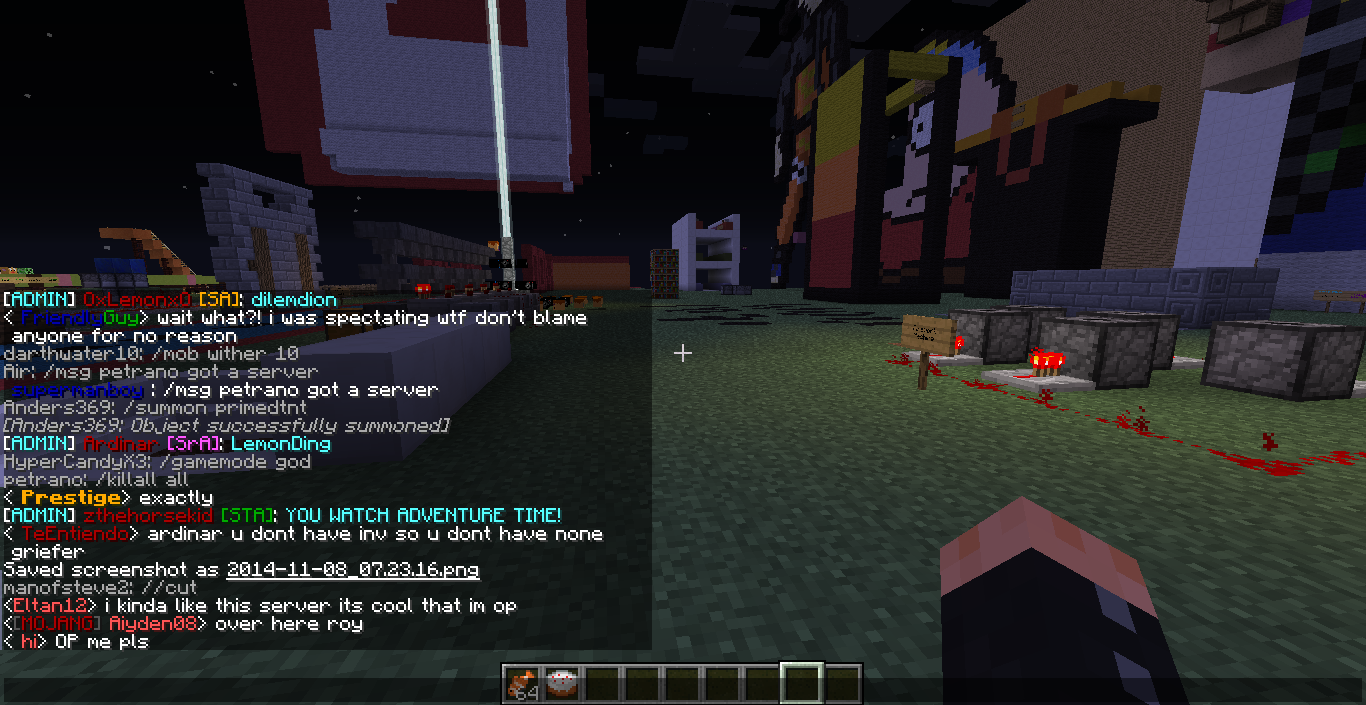 [ADMIN] 0xLemonx0 [SA]: dilemdion
< FriendlyGuy> wait what?! i was spectating wtf don't blame
anyone for no reason
darthwater10: /mob wither 10
Air: /msg petrano got a server
supermanboy : /msg petrano got a server
Anders369: /summon primedtnt
[Anders369: Object successfully summoned]
[ADMIN] Ardinar [SrA]: LemonDing
HyperCandyX3: /gamemode god
petrano: /killall all
< Prestige> exactly
[ADMIN] zthehorsekid [STA]: YOU WATCH ADVENTURE TIME!
< TeEntiendo> ardinar u dont have inv so u dont have none
griefer
Saved screenshot as 2014-11-08_07.23.16.png
manofsteve2: //cut
<Eltan12> i kinda like this server its cool that im op
<[MOJANG] Aiyden08> over here roy
< hi> OP me pls
64